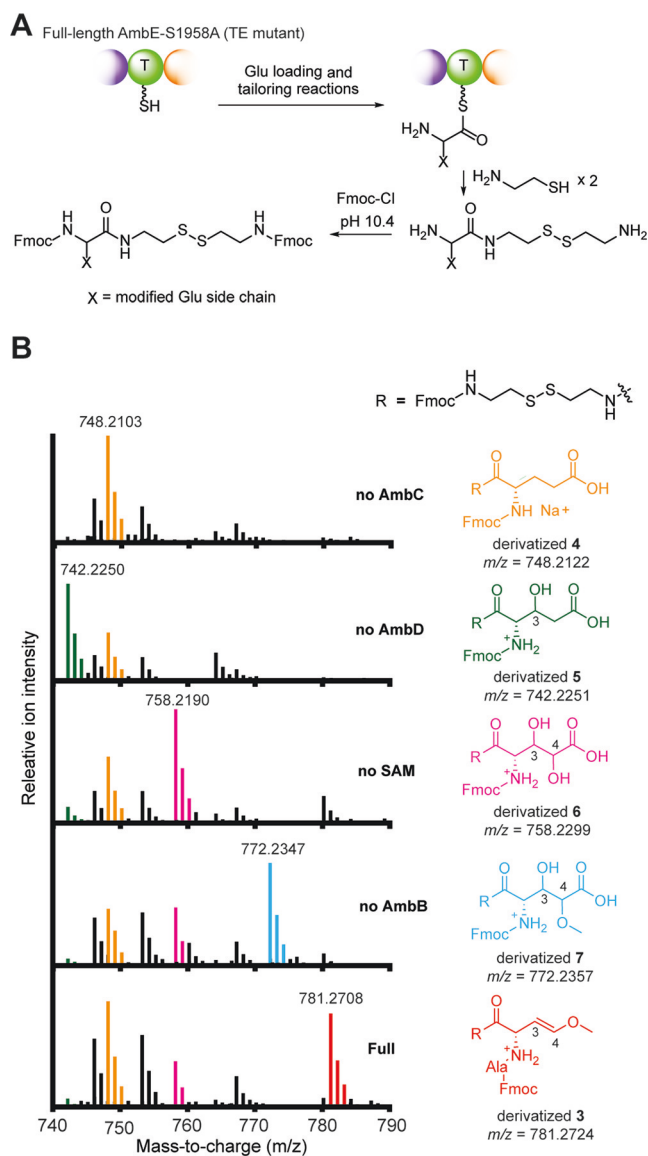 A
Full-length AmbE-S1958A (TE mutant)
T
SH
Glu loading and
tailoring reactions
T
S
H₂N
O
X
H₂N
SH
x 2
Fmoc-Cl
pH 10.4
Fmoc
H
N
O
N
H
S
S
H
N
Fmoc
X
H₂N
O
N
H
S
S
NH₂
X
X = modified Glu side chain
B
R = Fmoc
H
N
S
S
N
H
748.2103
no AmbC
O
R
O
OH
Fmoc
NH Na+
derivatized 4
m/z = 748.2122
742.2250
no AmbD
O
OH
O
R
3
OH
+
NH₂
Fmoc
derivatized 5
m/z = 742.2251
758.2190
no SAM
O
OH
O
R
3
4
OH
+
NH₂
OH
Fmoc
derivatized 6
m/z = 758.2299
772.2347
no AmbB
O
OH
O
R
3
4
OH
+
NH₂
O
Fmoc
derivatized 7
m/z = 772.2357
781.2708
Full
O
R
3
4
O
+
NH₂
Ala
Fmoc
derivatized 3
m/z = 781.2724
Releative ion intensity
740 750 760 770 780 790
Mass-to-charge (m/z)